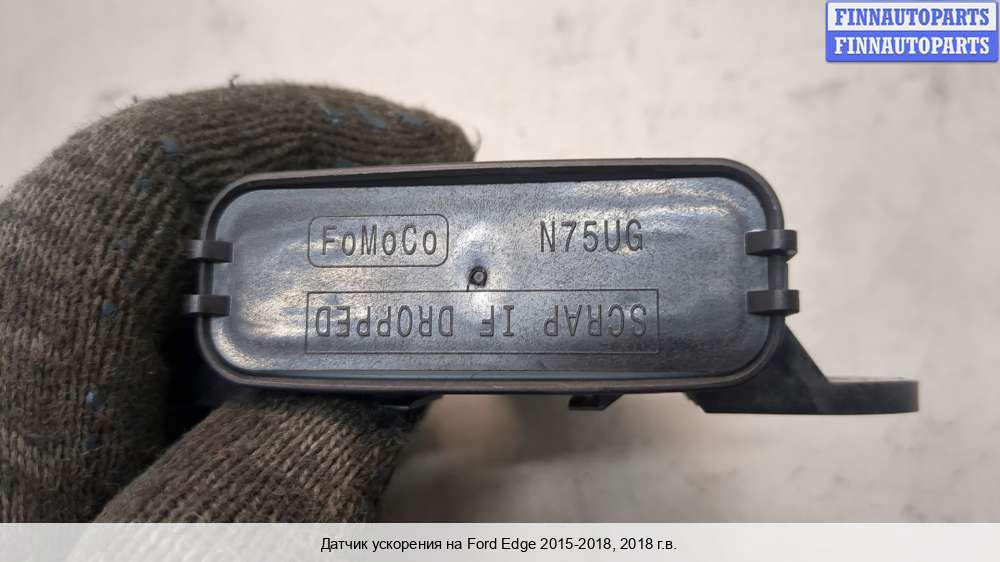 FINNAUTOPARTS
FINNAUTOPARTS
FoMoCo N75UG
SCRAP IF DROPPED
Датчик ускорения на Ford Edge 2015-2018, 2018 г.в.